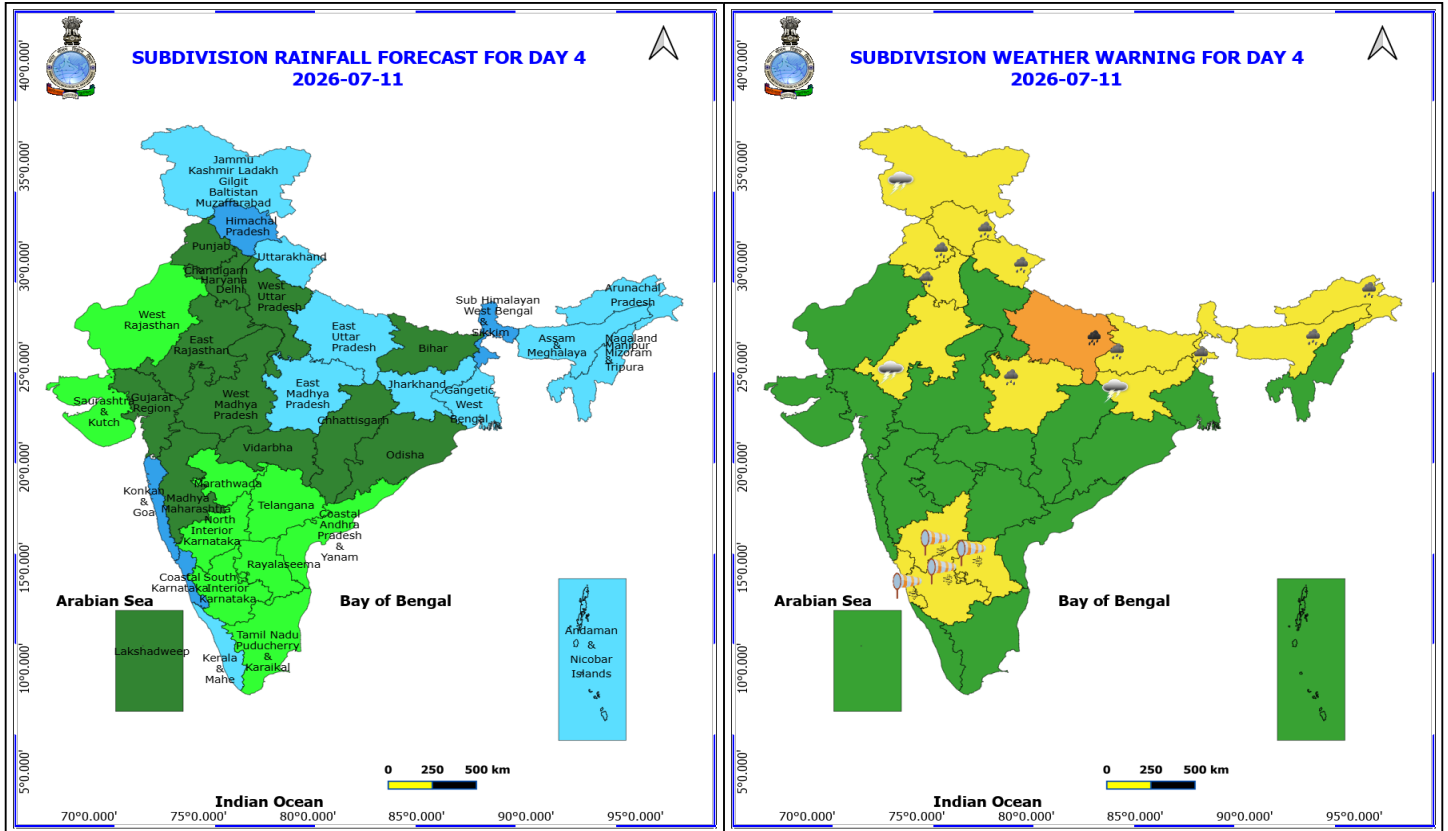 SUBDIVISION RAINFALL FORECAST FOR DAY 4
2026-07-11
40°0.000'
35°0.000'
30°0.000'
25°0.000'
20°0.000'
15°0.000'
10°0.000'
5°0.000'
Jammu
Kashmir Ladakh
Gilgit
Baltistan
Muzaffarabad
Himachal
Pradesh
Punjab
Uttarakhand
Chandigarh
Haryana
Delhi
West
Uttar
Pradesh
West
Rajasthan
East
Rajasthan
East
Uttar
Pradesh
Bihar
Sub Himalayan
West Bengal
&
Sikkim
Arunachal
Pradesh
Assam
&
Meghalaya
Nagaland
Manipur
Mizoram
&
Tripura
Saurashtra
&
Kutch
Gujarat
Region
West
Madhya
Pradesh
East
Madhya
Pradesh
Jharkhand
Gangetic
West
Bengal
Chhattisgarh
Vidarbha
Odisha
Konkan
&
Goa
Madhya
Maharashtra
Marathwada
Telangana
North
Interior
Karnataka
Coastal
Andhra
Pradesh
&
Yanam
Rayalaseema
Coastal
Karnataka
South
Interior
Karnataka
Arabian Sea
Bay of Bengal
Lakshadweep
Kerala
&
Mahe
Tamil Nadu
Puducherry
&
Karaikal
Andaman
&
Nicobar
Islands
0 250 500 km
Indian Ocean
70°0.000' 75°0.000' 80°0.000' 85°0.000' 90°0.000' 95°0.000'
SUBDIVISION WEATHER WARNING FOR DAY 4
2026-07-11
40°0.000'
35°0.000'
30°0.000'
25°0.000'
20°0.000'
15°0.000'
10°0.000'
5°0.000'
Arabian Sea
Bay of Bengal
0 250 500 km
Indian Ocean
70°0.000' 75°0.000' 80°0.000' 85°0.000' 90°0.000' 95°0.000'